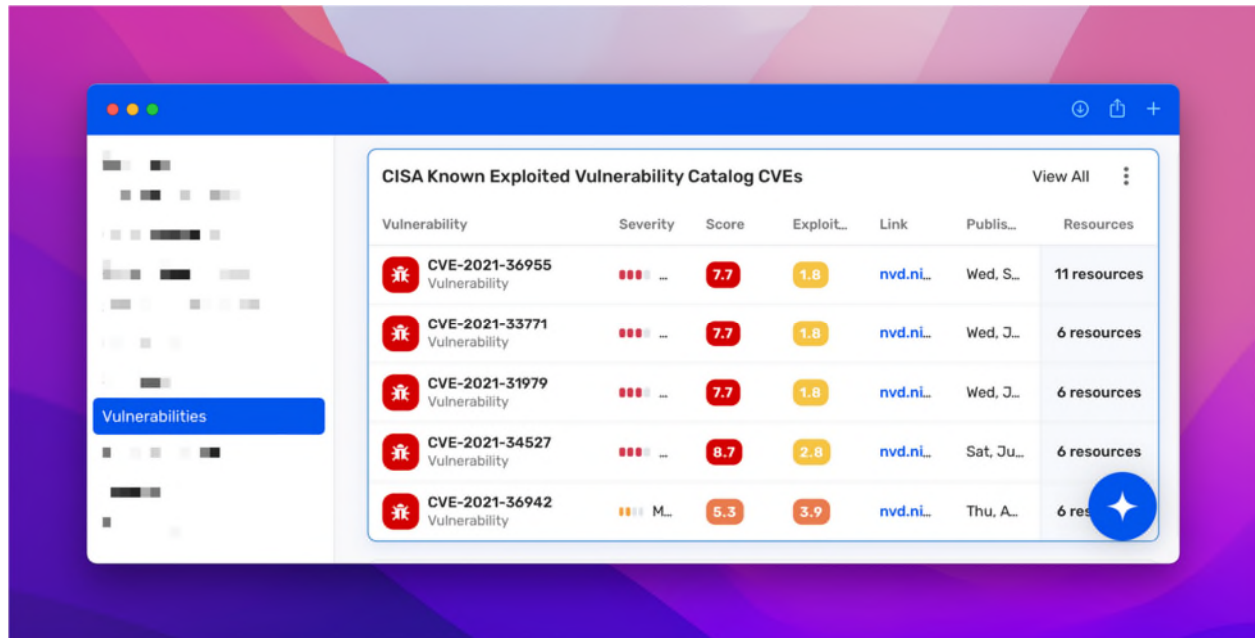 CISA Known Exploited Vulnerability Catalog CVEs View All
Vulnerability Severity Score Exploit... Link Publis... Resources
CVE-2021-36955
Vulnerability
... 7.7 1.8 nvd.ni... Wed, S... 11 resources
CVE-2021-33771
Vulnerability
... 7.7 1.8 nvd.ni... Wed, J... 6 resources
CVE-2021-31979
Vulnerability
... 7.7 1.8 nvd.ni... Wed, J... 6 resources
Vulnerabilities
CVE-2021-34527
Vulnerability
... 8.7 2.8 nvd.ni... Sat, Ju... 6 resources
CVE-2021-36942
Vulnerability
M... 5.3 3.9 nvd.ni... Thu, A... 6 res